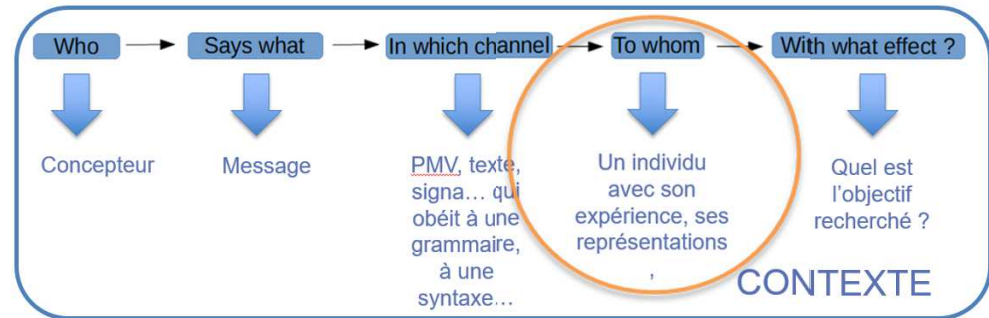 Who
Says what
In which channel
To whom
With what effect ?
Concepteur
Message
PMV, texte,
signa... qui
obéit à une
grammaire,
à une
syntaxe...
Un individu
avec son
expérience, ses
représentations
,
Quel est
l'objectif
recherché ?
CONTEXTE